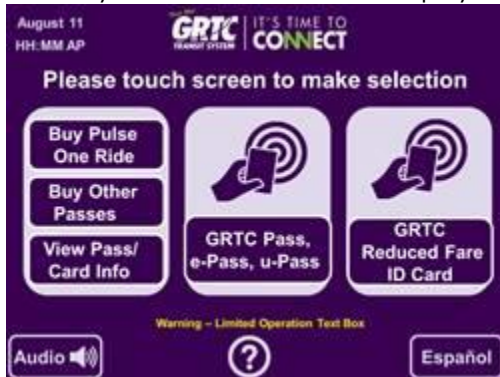 August 11
HH:MM AP
GRTC
TRANSIT SYSTEM
IT'S TIME TO
CONNECT
Please touch screen to make selection
Buy Pulse
One Ride
Buy Other
Passes
View Pass/
Card Info
GRTC Pass,
e-Pass, u-Pass
GRTC
Reduced Fare
ID Card
Warning – Limited Operation Text Box
Audio
?
Español